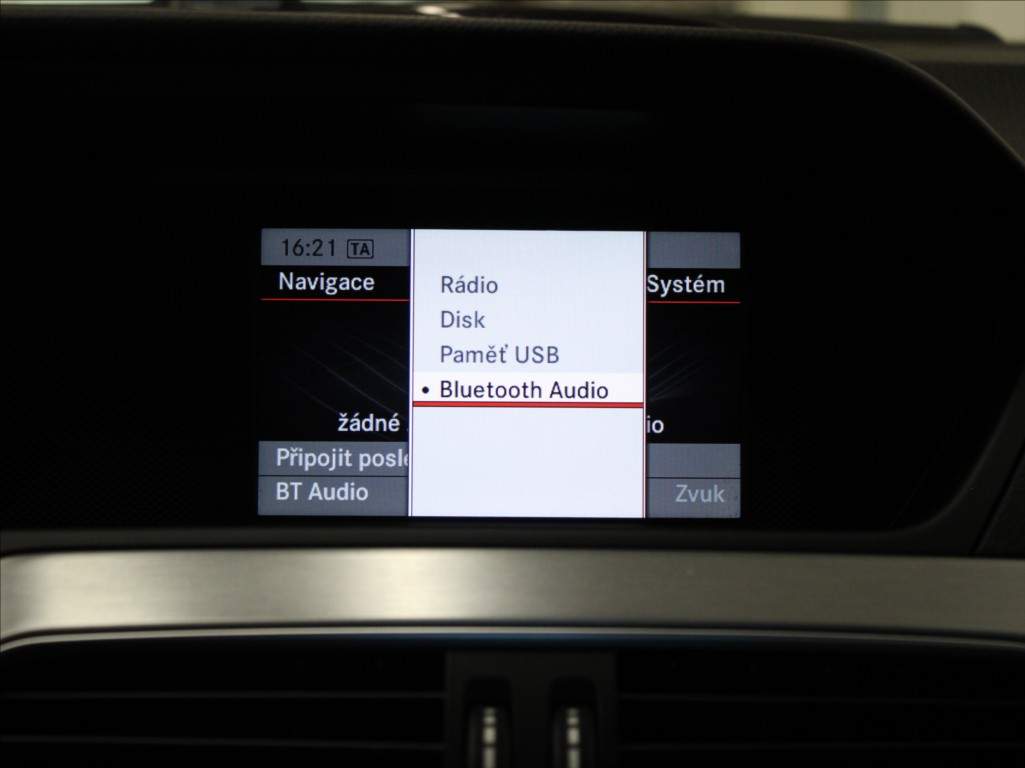 16:21 TA
Navigace
Systém
Rádio
Disk
Paměť USB
• Bluetooth Audio
žádné
io
Připojit posle
BT Audio
Zvuk